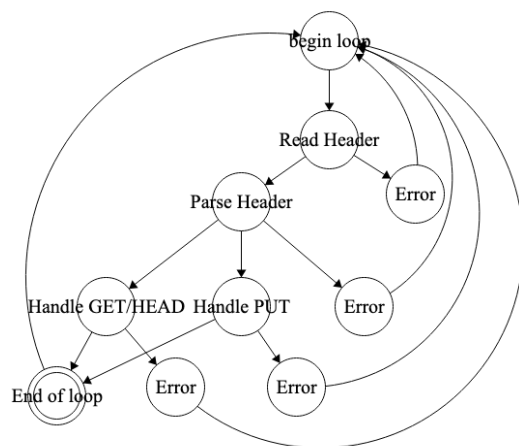 begin loop
Read Header
Error
Parse Header
Handle GET/HEAD
Handle PUT
Error
End of loop
Error
Error